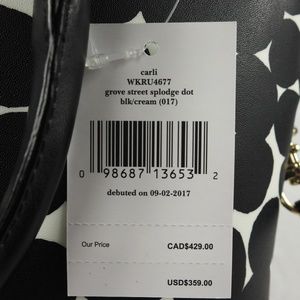 carli
WKRU4677
grove street splodge dot
blk/cream (017)
0 98687 13653 2
debuted on 09-02-2017
Our Price CAD$429.00
USD$359.00